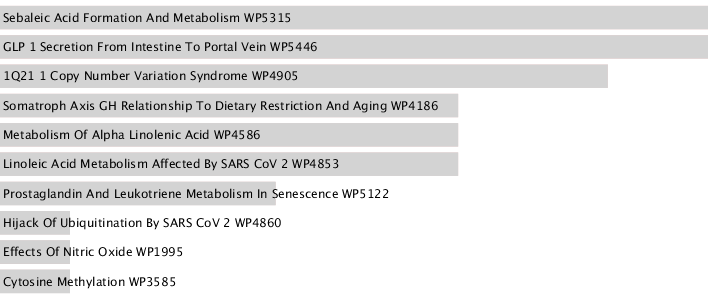 Sebaleic Acid Formation And Metabolism WP5315
GLP 1 Secretion From Intestine To Portal Vein WP5446
1Q21 1 Copy Number Variation Syndrome WP4905
Somatroph Axis GH Relationship To Dietary Restriction And Aging WP4186
Metabolism Of Alpha Linolenic Acid WP4586
Linoleic Acid Metabolism Affected By SARS CoV 2 WP4853
Prostaglandin And Leukotriene Metabolism In Senescence WP5122
Hijack Of Ubiquitination By SARS CoV 2 WP4860
Effects Of Nitric Oxide WP1995
Cytosine Methylation WP3585